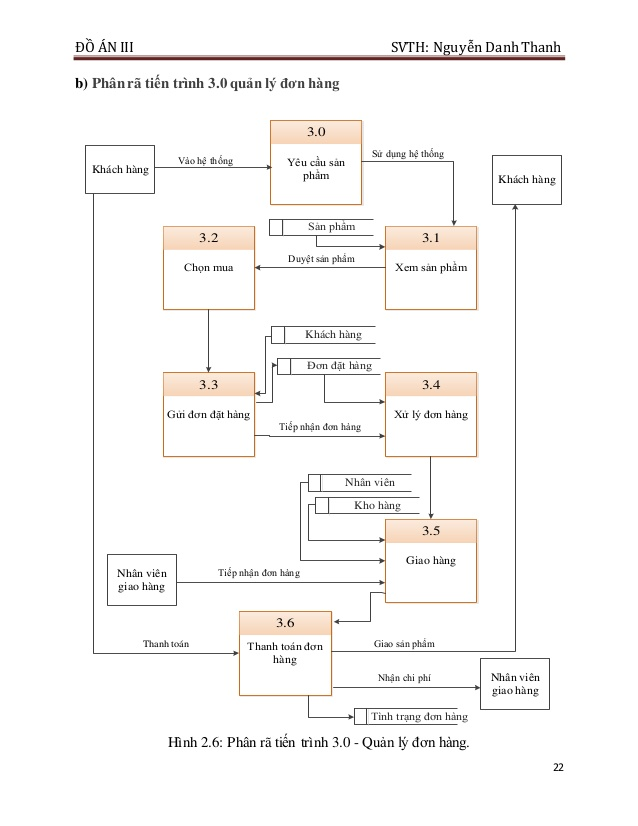 ĐỒ ÁN III SVTH: Nguyễn Danh Thanh
b) Phân rã tiến trình 3.0 quản lý đơn hàng
3.0
Yêu cầu sản
phẩm
Khách hàng
Vào hệ thống
Sử dụng hệ thống
Khách hàng
Sản phẩm
3.2
Chọn mua
Duyệt sản phẩm
3.1
Xem sản phẩm
Khách hàng
Đơn đặt hàng
3.3
Gửi đơn đặt hàng
Tiếp nhận đơn hàng
3.4
Xử lý đơn hàng
Nhân viên
Kho hàng
3.5
Giao hàng
Nhân viên
giao hàng
Tiếp nhận đơn hàng
3.6
Thanh toán đơn
hàng
Thanh toán
Giao sản phẩm
Nhận chi phí
Nhân viên
giao hàng
Tình trạng đơn hàng
Hình 2.6: Phân rã tiến trình 3.0 - Quản lý đơn hàng.
22